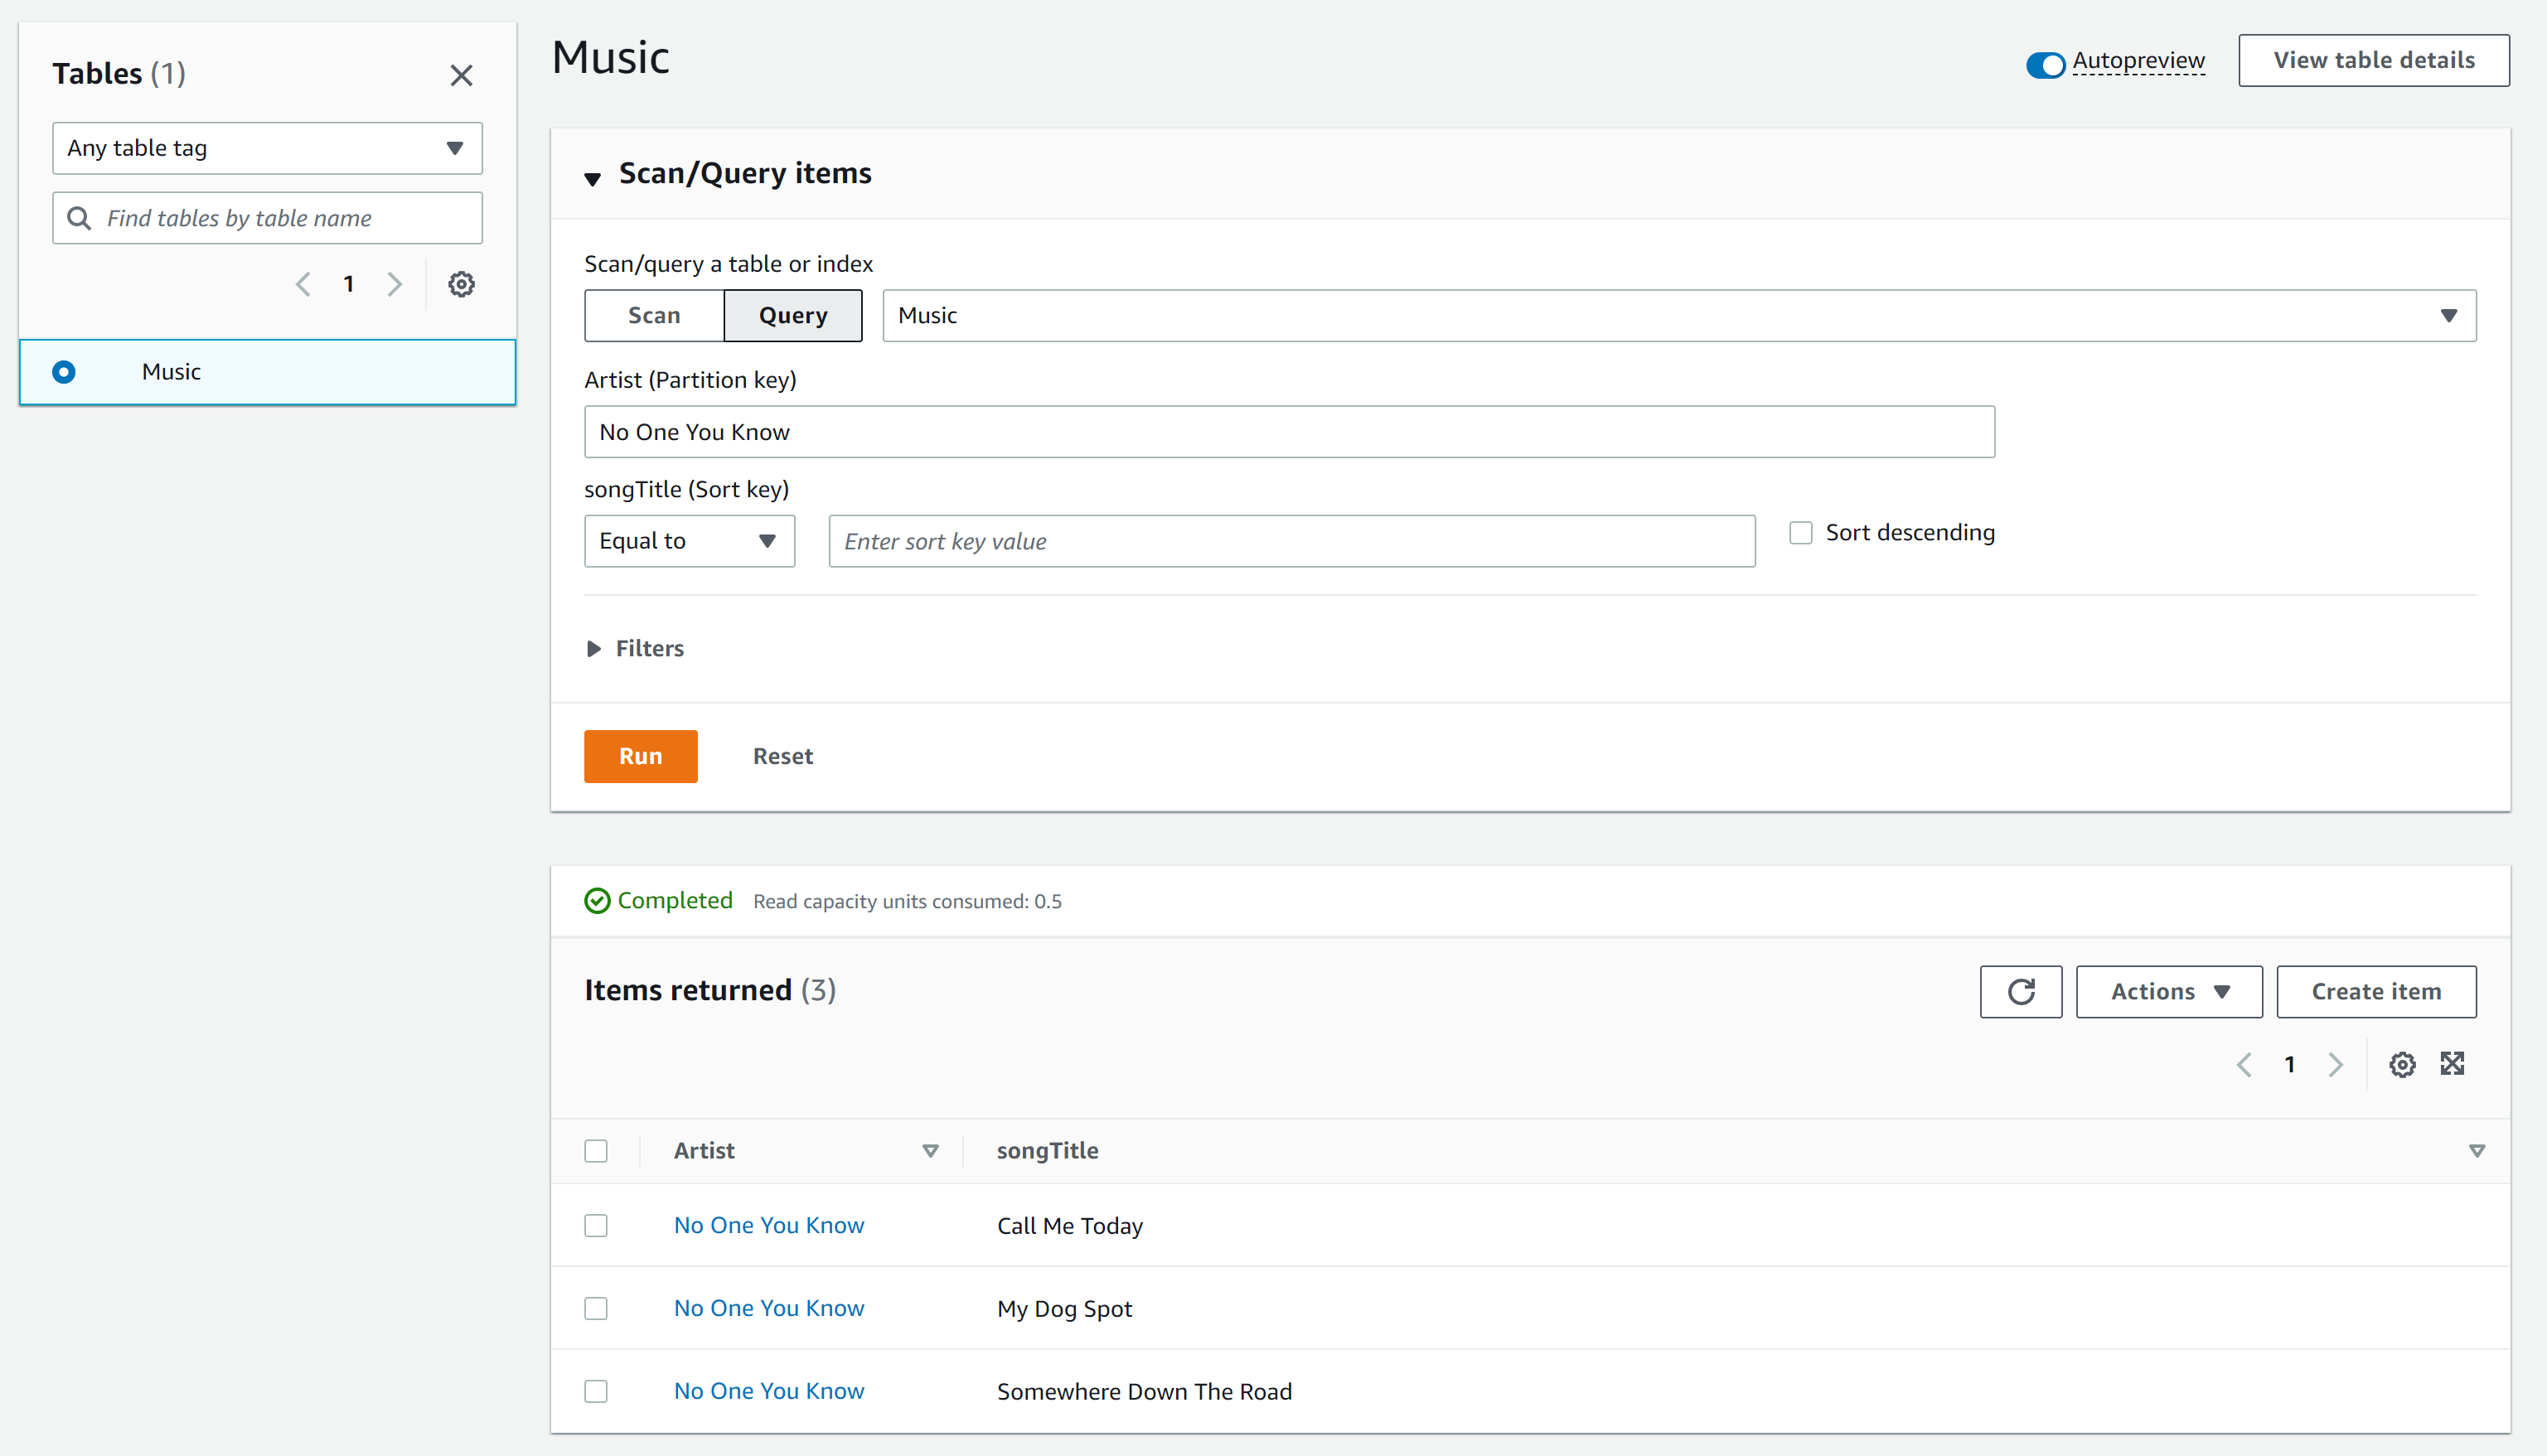 Tables (1)
Any table tag
Find tables by table name
1
Music
Music
Autopreview
View table details
Scan/Query items
Scan/query a table or index
Scan
Query
Music
Artist (Partition key)
No One You Know
songTitle (Sort key)
Equal to
Enter sort key value
Sort descending
Filters
Run
Reset
Completed Read capacity units consumed: 0.5
Items returned (3)
Actions
Create item
1
Artist songTitle
No One You Know Call Me Today
No One You Know My Dog Spot
No One You Know Somewhere Down The Road